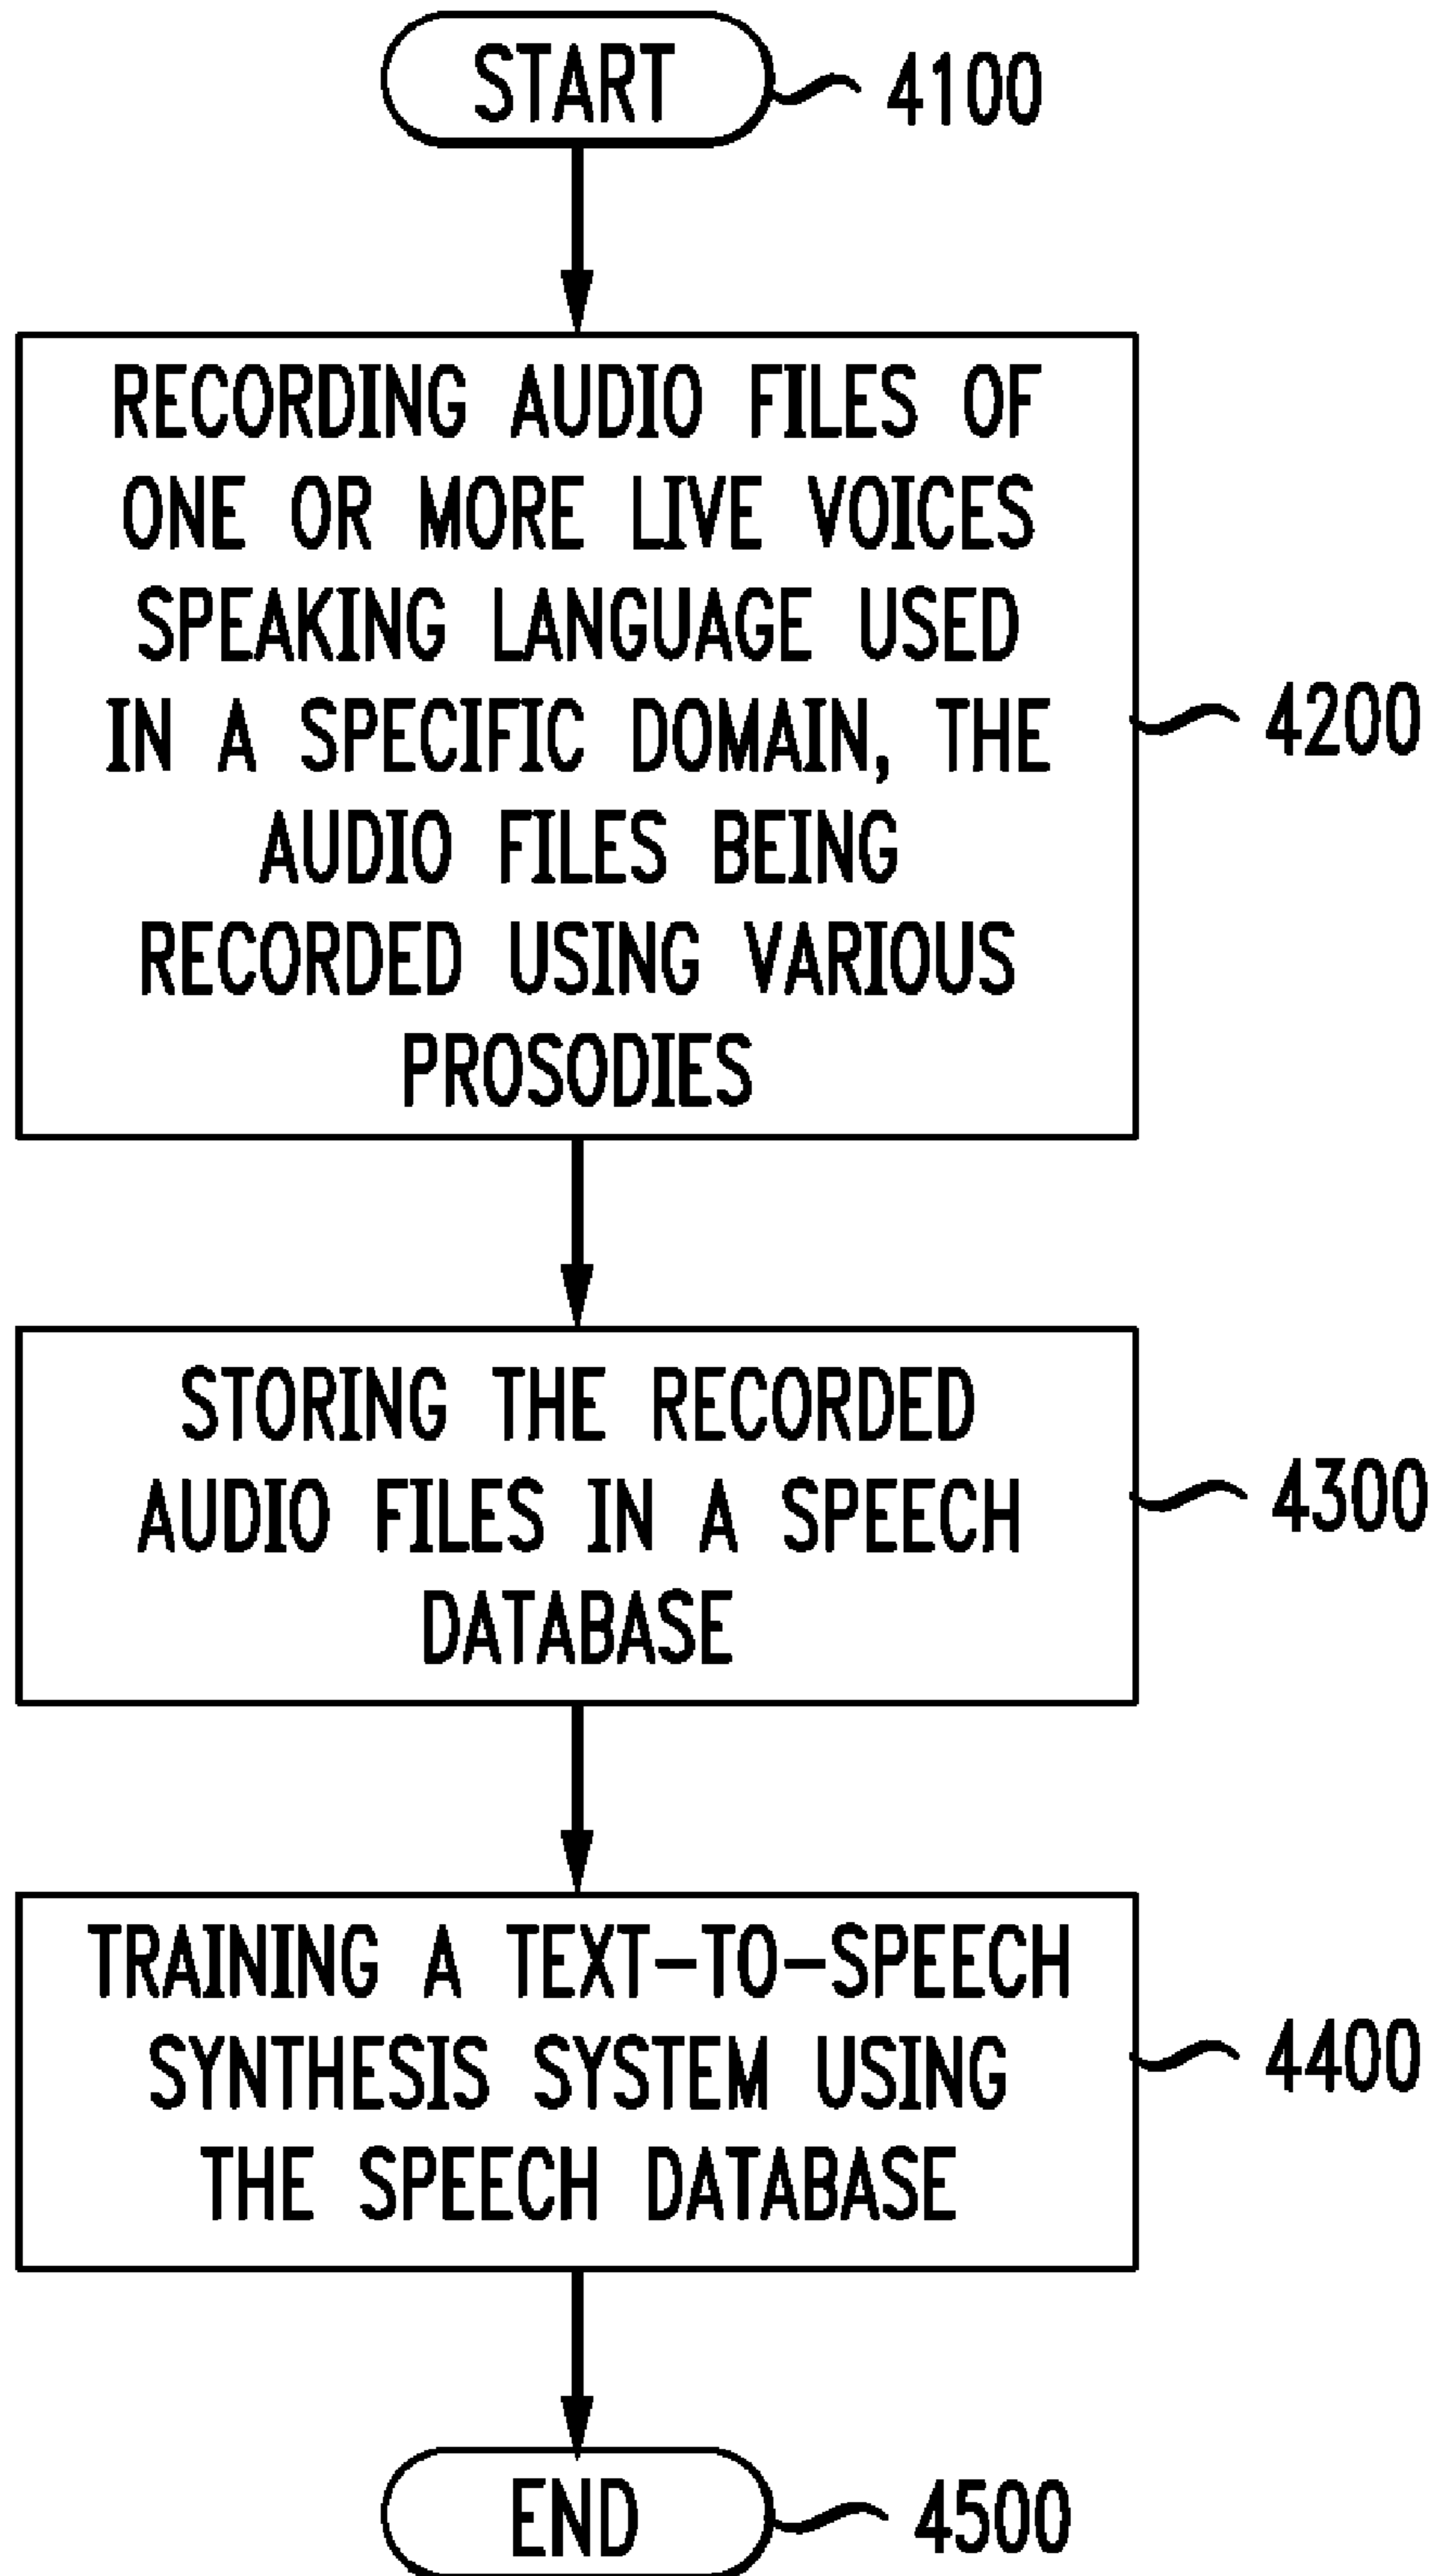 START
4100
RECORDING AUDIO FILES OF
ONE OR MORE LIVE VOICES
SPEAKING LANGUAGE USED
IN A SPECIFIC DOMAIN, THE
AUDIO FILES BEING
RECORDED USING VARIOUS
PROSODIES
4200
STORING THE RECORDED
AUDIO FILES IN A SPEECH
DATABASE
4300
TRAINING A TEXT-TO-SPEECH
SYNTHESIS SYSTEM USING
THE SPEECH DATABASE
4400
END
4500